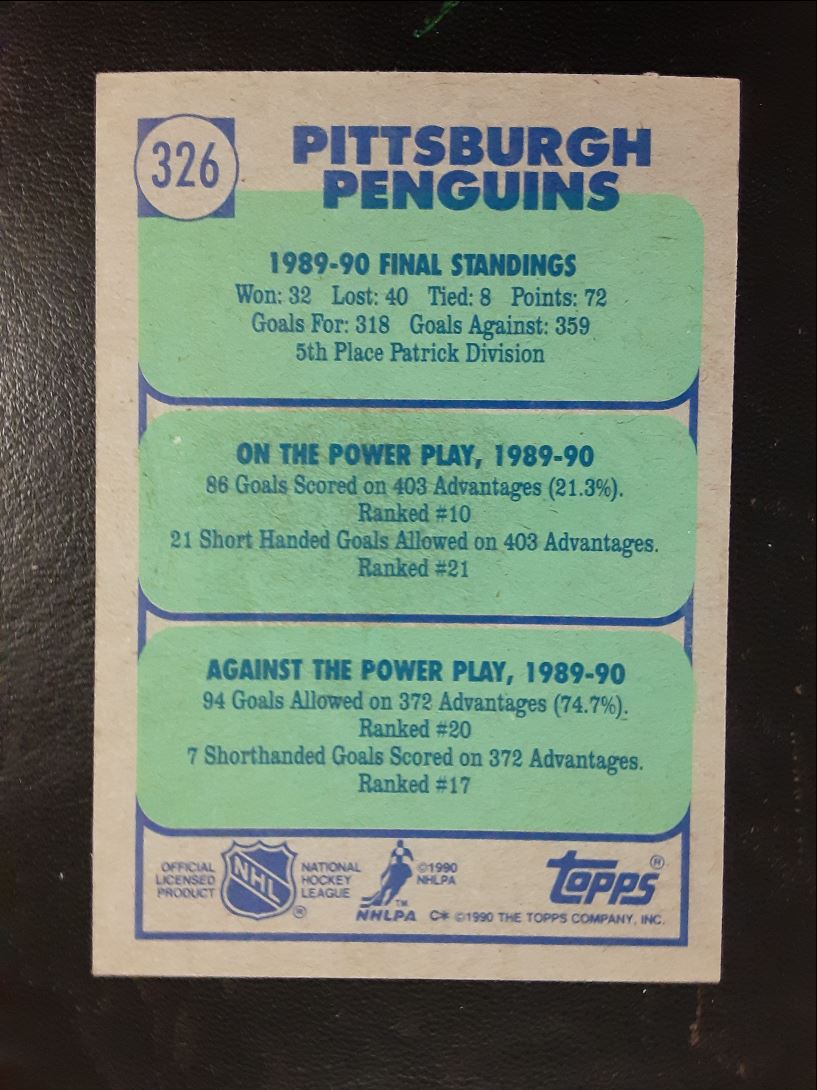 326
PITTSBURGH
PENGUINS
1989-90 FINAL STANDINGS
Won: 32 Lost: 40 Tied: 8 Points: 72
Goals For: 318 Goals Against: 359
5th Place Patrick Division
ON THE POWER PLAY, 1989-90
86 Goals Scored on 403 Advantages (21.3%).
Ranked #10
21 Short Handed Goals Allowed on 403 Advantages.
Ranked #21
AGAINST THE POWER PLAY, 1989-90
94 Goals Allowed on 372 Advantages (74.7%).
Ranked #20
7 Shorthanded Goals Scored on 372 Advantages.
Ranked #17
OFFICIAL
LICENSED
PRODUCT
NHL
®
NATIONAL
HOCKEY
LEAGUE
TM
NHLPA
©1990
NHLPA
topps®
C* ©1990 THE TOPPS COMPANY, INC.